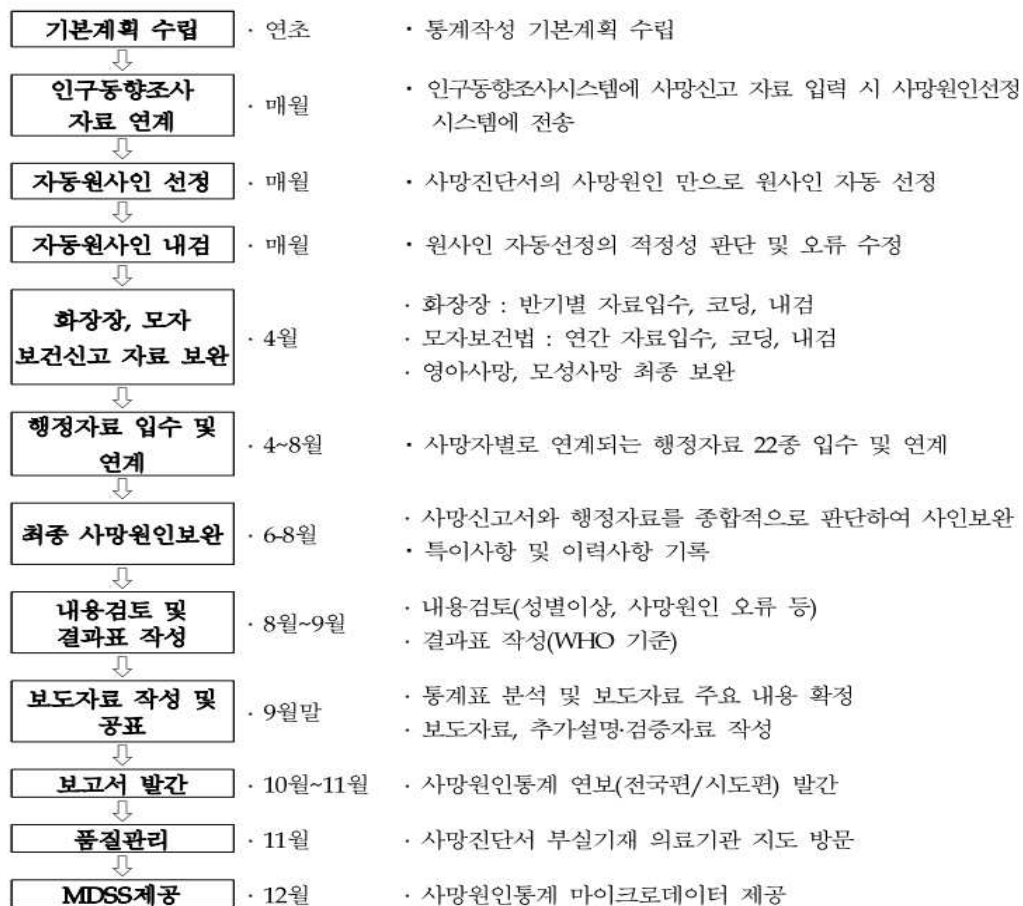 기본계획 수립 · 연초 · 통계작성 기본계획 수립
인구동향조사
자료 연계
· 매월
· 인구동향조사시스템에 사망신고 자료 입력 시 사망원인선정
시스템에 전송
자동원사인 선정 · 매월 · 사망진단서의 사망원인 만으로 원사인 자동 선정
자동원사인 내검 · 매월 · 원사인 자동선정의 적정성 판단 및 오류 수정
화장장, 모자
보건신고 자료 보완
· 4월
· 화장장 : 반기별 자료입수, 코딩, 내검
· 모자보건법 : 연간 자료입수, 코딩, 내검
· 영아사망, 모성사망 최종 보완
행정자료 입수 및
연계
· 4~8월
· 사망자별로 연계되는 행정자료 22종 입수 및 연계
최종 사망원인보완
· 6-8월
· 사망신고서와 행정자료를 종합적으로 판단하여 사인보완
· 특이사항 및 이력사항 기록
내용검토 및
결과표 작성
· 8월~9월
· 내용검토(성별이상, 사망원인 오류 등)
· 결과표 작성(WHO 기준)
보도자료 작성 및
공표
· 9월말
· 통계표 분석 및 보도자료 주요 내용 확정
· 보도자료, 추가설명·검증자료 작성
보고서 발간 · 10월~11월 · 사망원인통계 연보(전국편/시도편) 발간
품질관리 · 11월 · 사망진단서 부실기재 의료기관 지도 방문
MDSS제공 · 12월 · 사망원인통계 마이크로데이터 제공